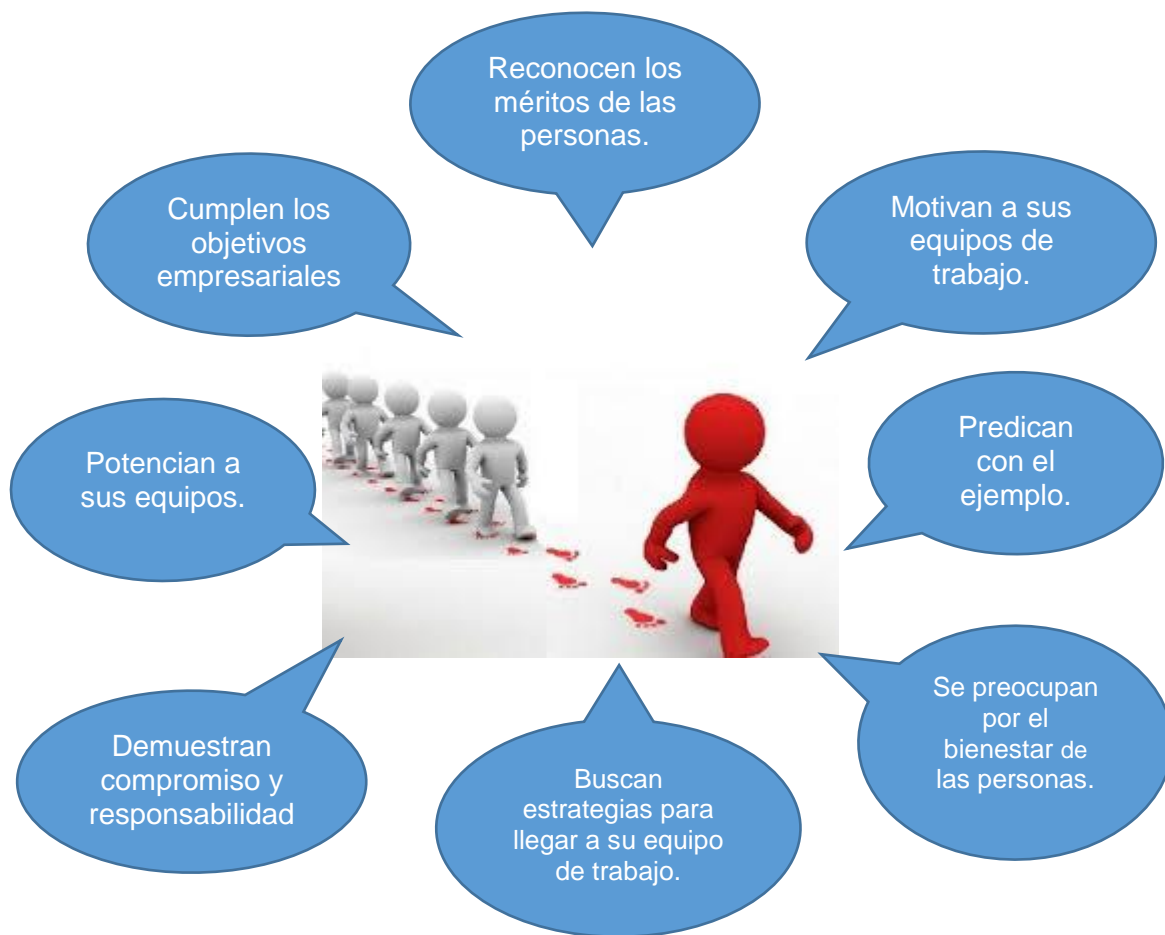 Reconocen los
méritos de las
personas.
Cumplen los
objetivos
empresariales
Motivan a sus
equipos de
trabajo.
Potencian a
sus equipos.
Predican
con el
ejemplo.
Demuestran
compromiso y
responsabilidad
Buscan
estrategias para
llegar a su equipo
de trabajo.
Se preocupan
por el
bienestar de
las personas.